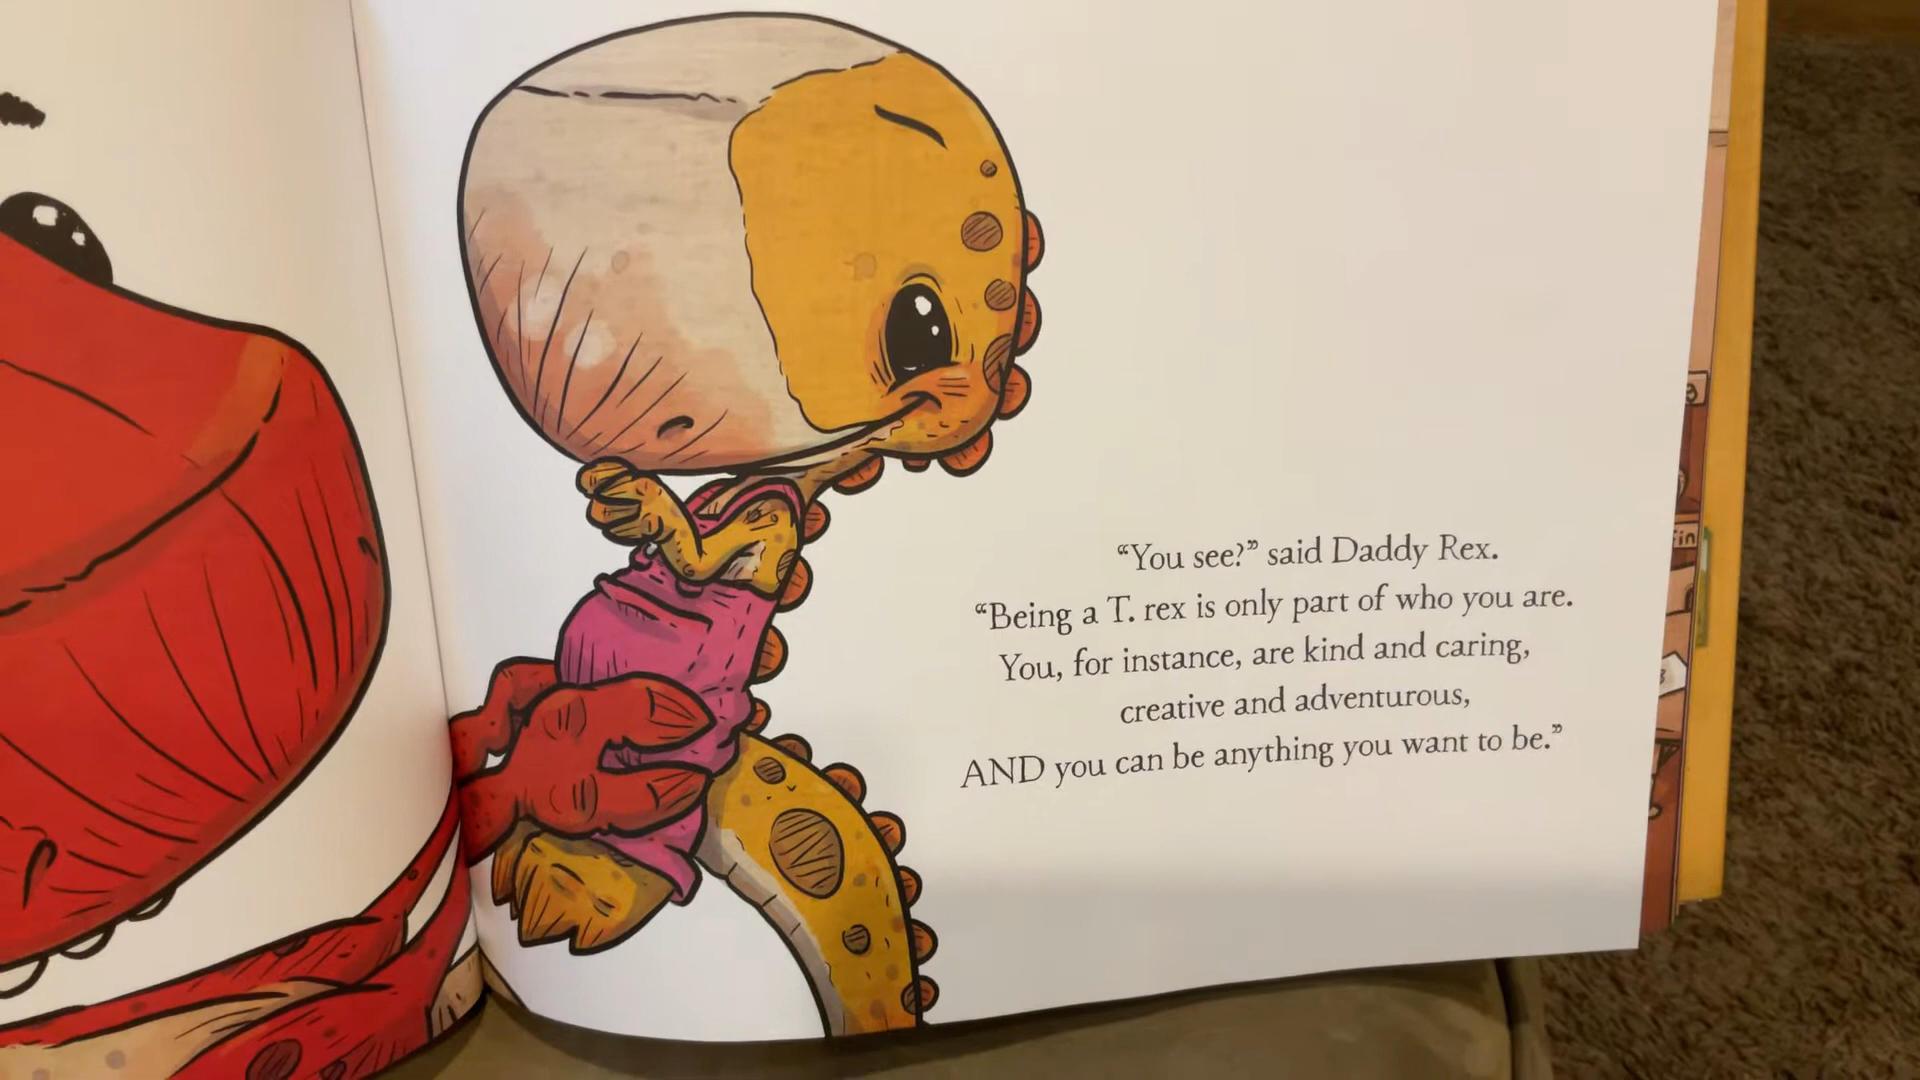 “You see?” said Daddy Rex.
“Being a T. rex is only part of who you are.
You, for instance, are kind and caring,
creative and adventurous,
AND you can be anything you want to be.”